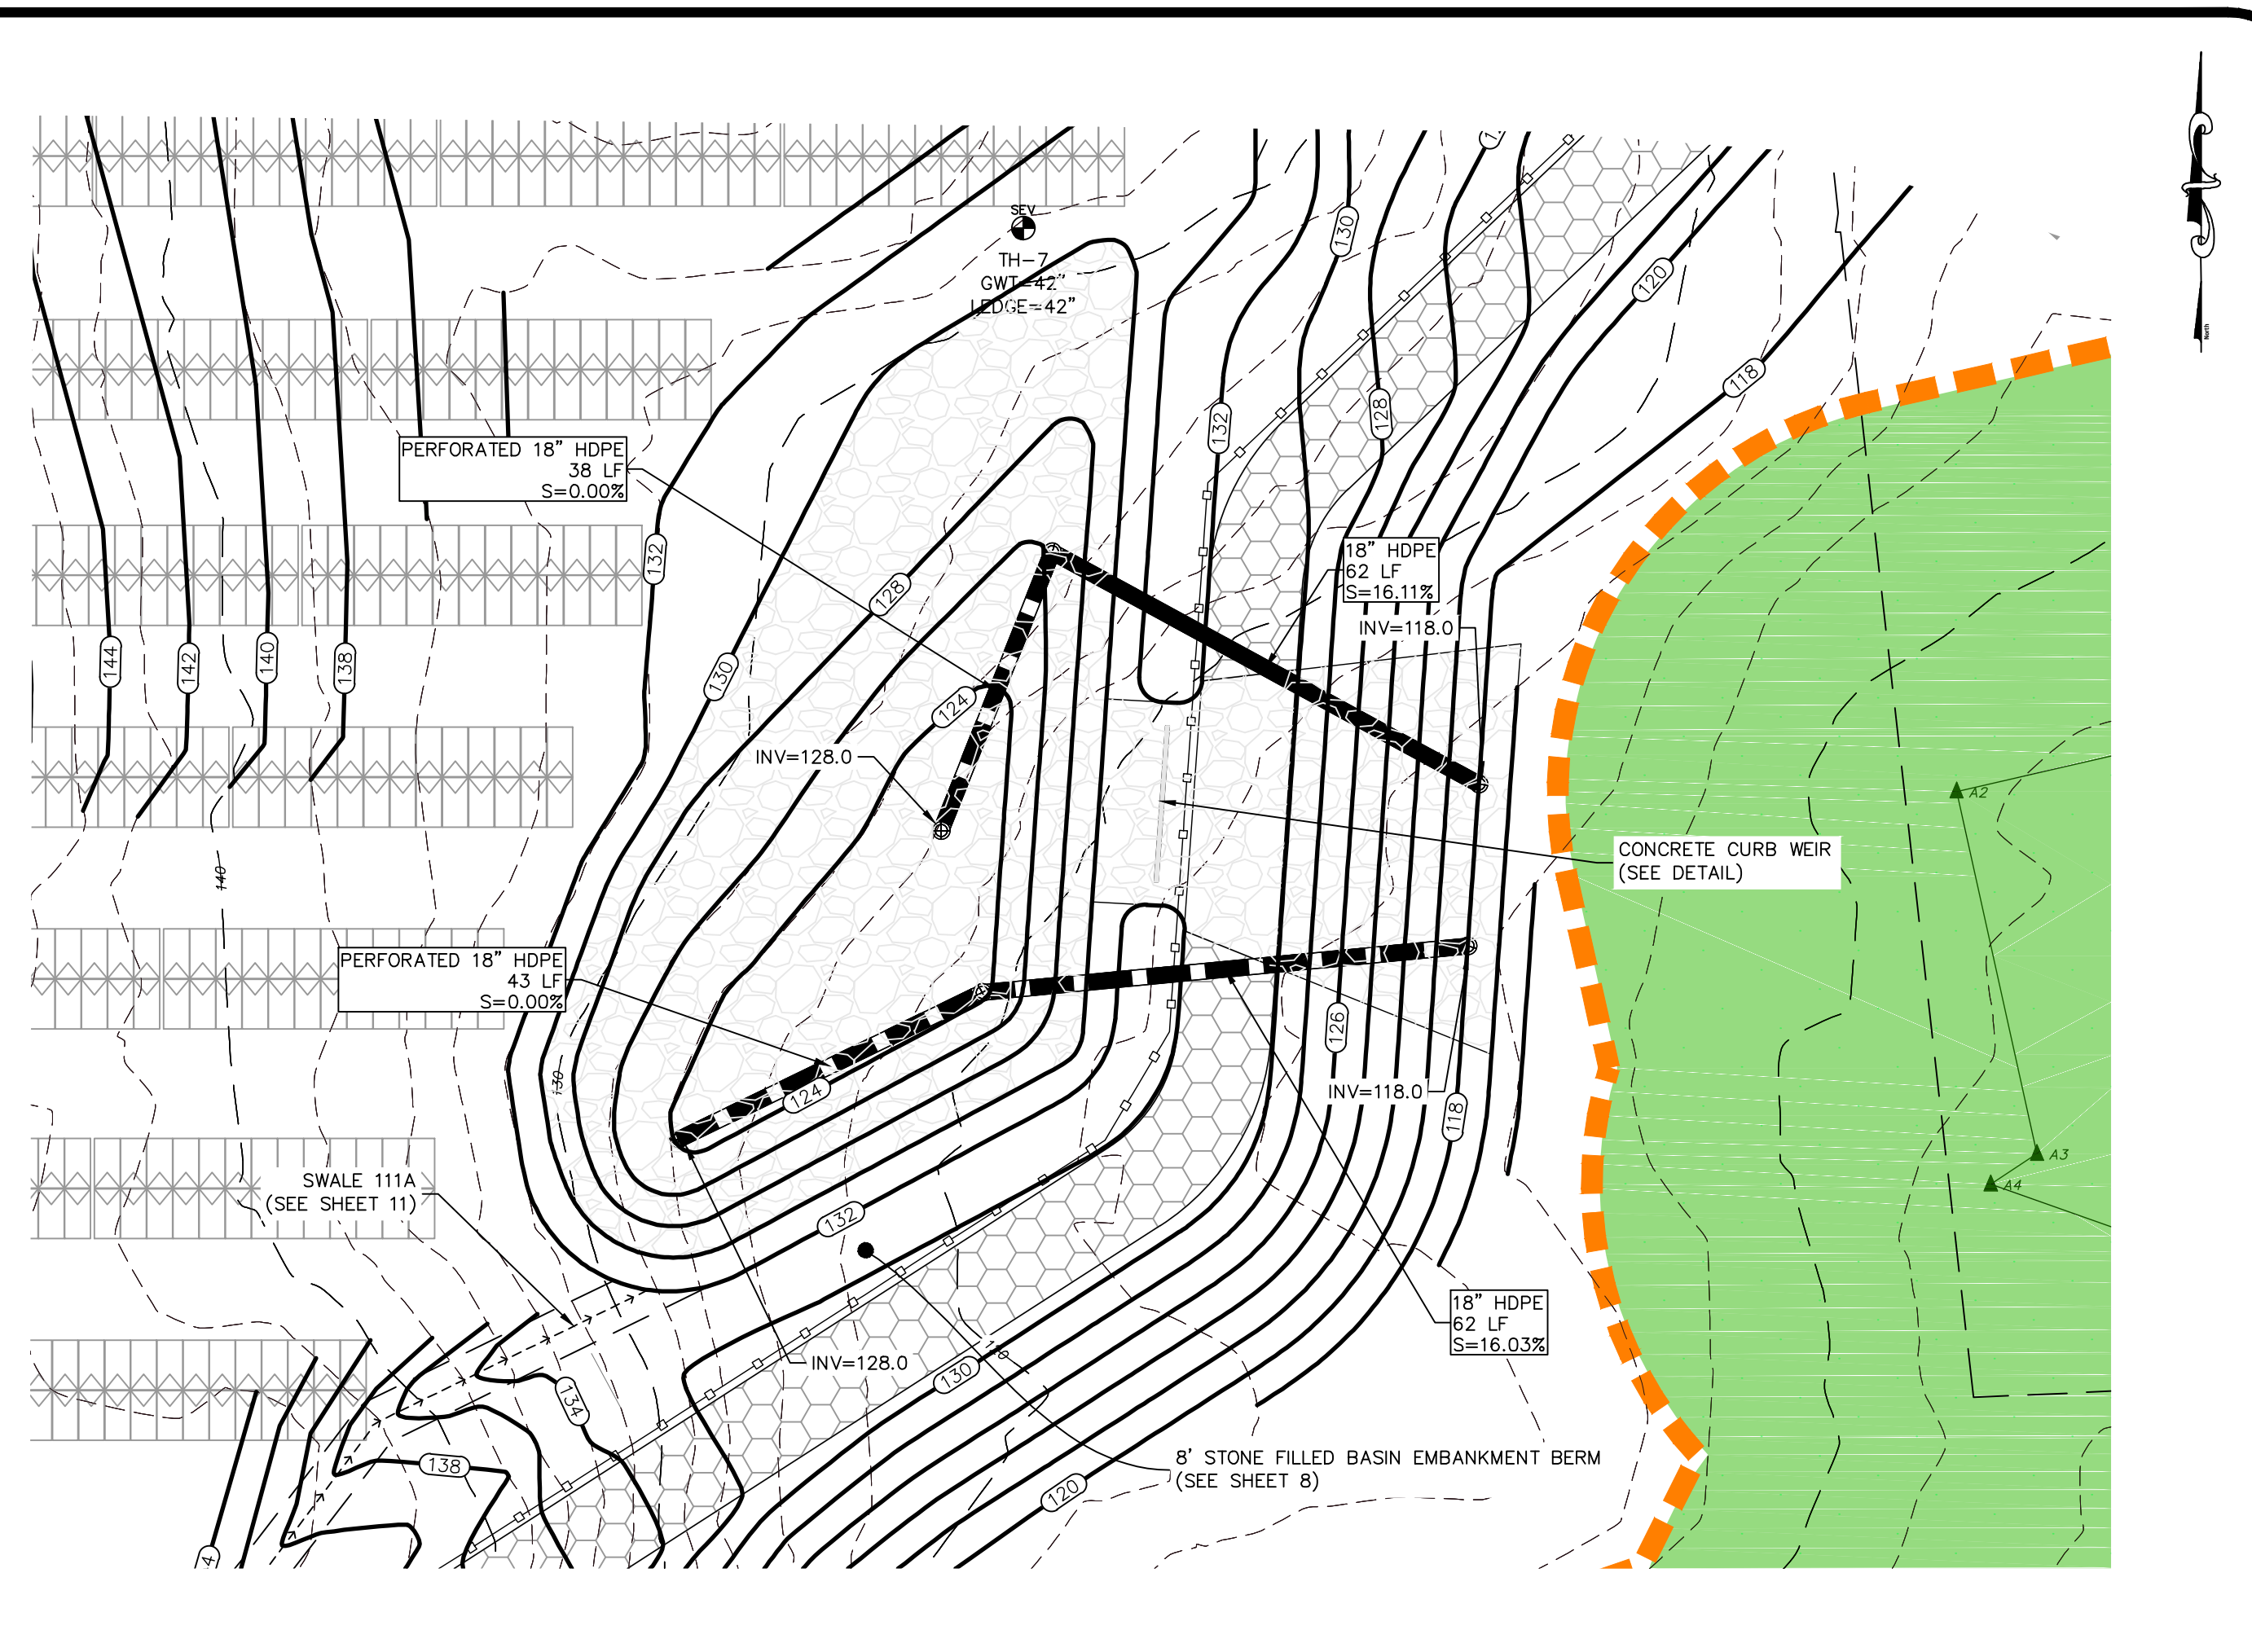 North
SEV
TH-7
GWT=42"
LEDGE=42"
130
120
118
132
128
PERFORATED 18" HDPE
38 LF
S=0.00%
132
128
18" HDPE
62 LF
S=16.11%
INV=118.0
144
142
140
138
130
124
INV=128.0
A2
CONCRETE CURB WEIR
(SEE DETAIL)
140
PERFORATED 18" HDPE
43 LF
S=0.00%
126
130
124
INV=118.0
118
A3
A4
SWALE 111A
(SEE SHEET 11)
132
18" HDPE
62 LF
S=16.03%
INV=128.0
130
134
138
8' STONE FILLED BASIN EMBANKMENT BERM
(SEE SHEET 8)
120